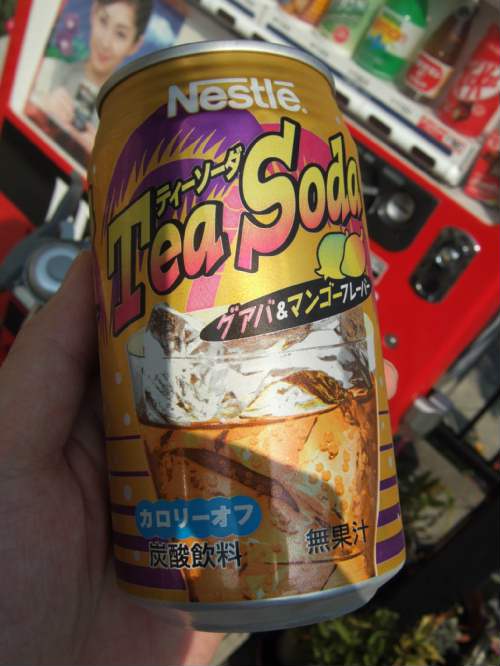 Nestlé
ティーソーダ
Tea Soda
グアバ&マンゴーフレーバー
カロリーオフ
炭酸飲料
無果汁